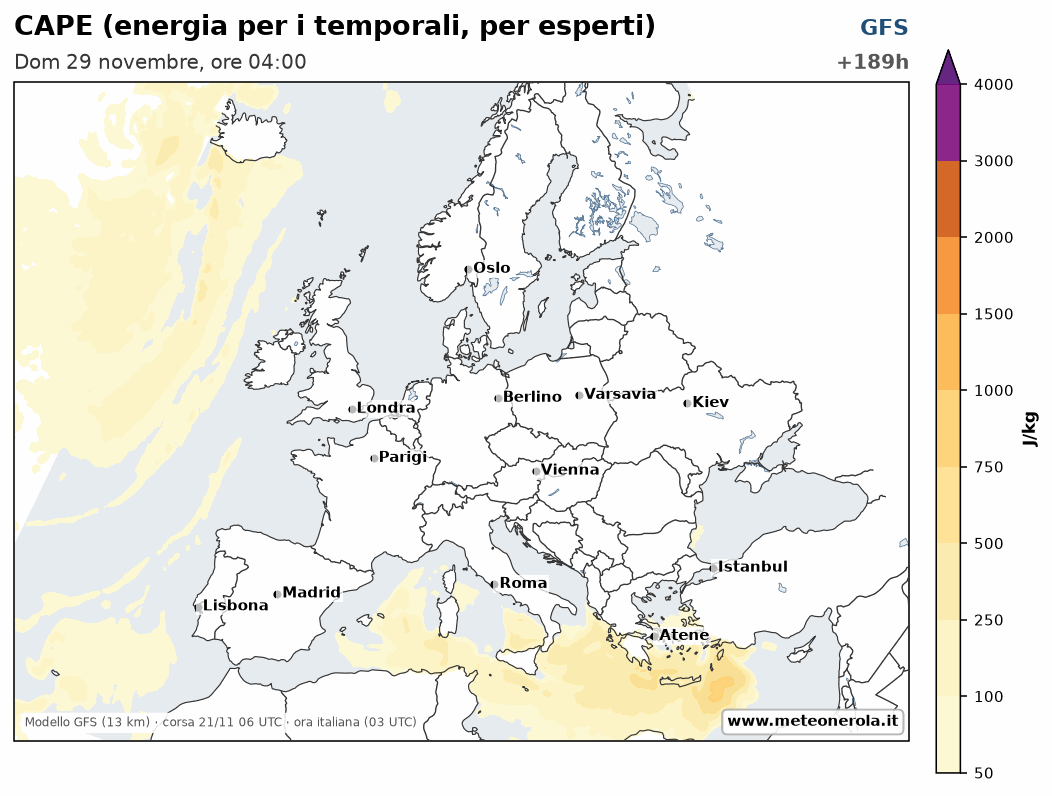 CAPE (energia per i temporali, per esperti)
GFS
Dom 29 novembre, ore 04:00
+189h
4000
3000
2000
1500
1000
750
500
250
100
50
J/kg
Oslo
Berlino
Varsavia
Kiev
Londra
Parigi
Vienna
Istanbul
Roma
Madrid
Lisbona
Atene
Modello GFS (13 km) · corsa 21/11 06 UTC · ora italiana (03 UTC)
www.meteonerola.it